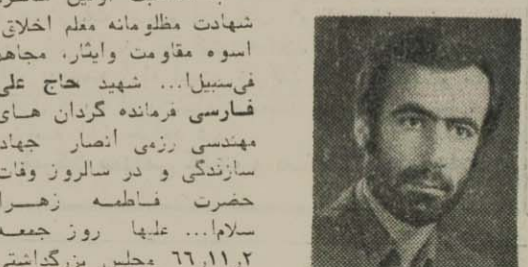 شهادت مظلومانه معلم اخلاق،
اسوه مقاومت وایثار، مجاهد
فی‌سبیل‌ا... شهید حاج علی
فارسی فرمانده گردان های
مهندسی رزمی انصار جهاد
سازندگی و در سالروز وفات
حضرت فاطمه زهرا
سلام‌ا... علیها روز جمعه
۶۶,۱۱,۲ مجلس بزرگداشتی